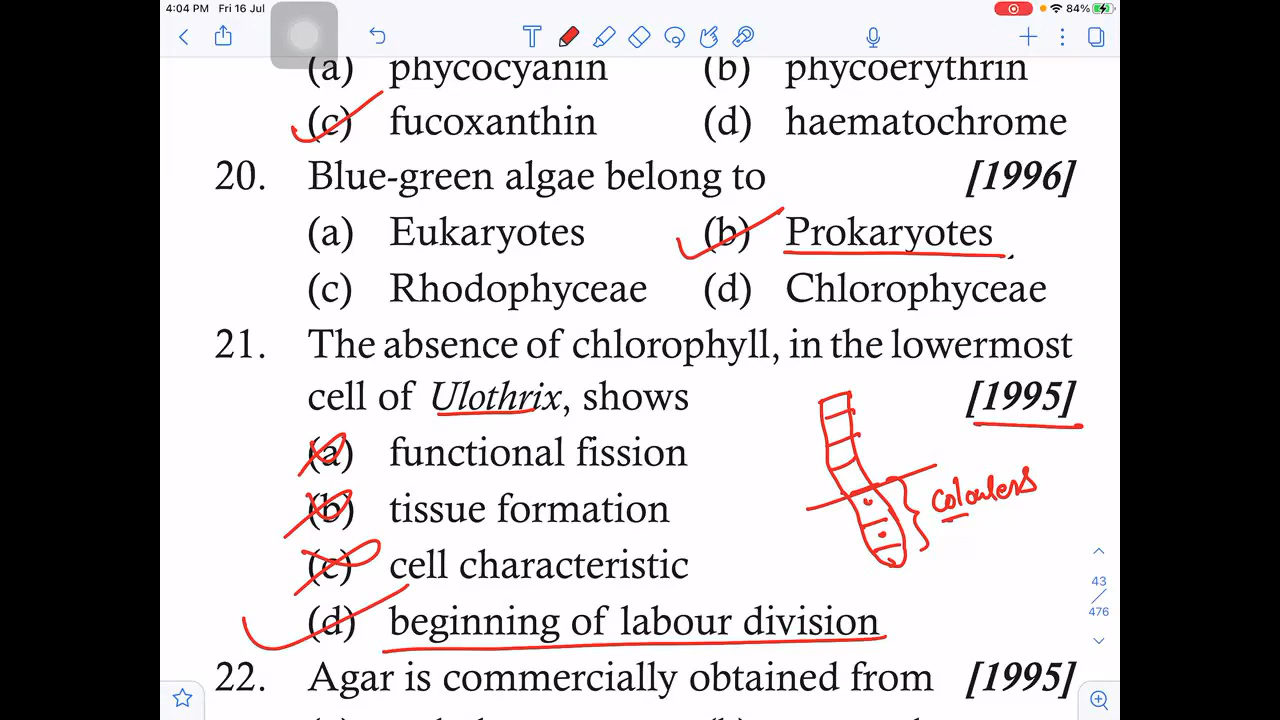 4:04 PM Fri 16 Jul 84%
(a) phycocyanin (b) phycoerythrin
(c) fucoxanthin (d) haematochrome
20. Blue-green algae belong to [1996]
(a) Eukaryotes (b) Prokaryotes
(c) Rhodophyceae (d) Chlorophyceae
21. The absence of chlorophyll, in the lowermost
cell of Ulothrix, shows [1995]
(a) functional fission
colouless
(b) tissue formation
(c) cell characteristic
43
476
(d) beginning of labour division
22. Agar is commercially obtained from [1995]